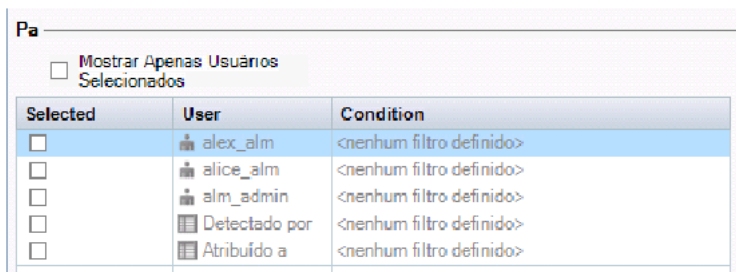 Pa
Mostrar Apenas Usuários
Selecionados
Selected User Condition
alex_alm <nenhum filtro definido>
alice_alm <nenhum filtro definido>
alm_admin <nenhum filtro definido>
Detectado por <nenhum filtro definido>
Atribuído a <nenhum filtro definido>